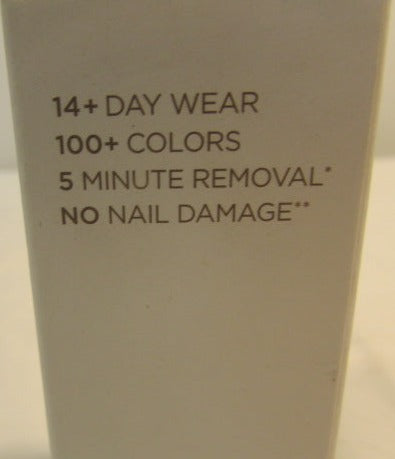 14+ DAY WEAR
100+ COLORS
5 MINUTE REMOVAL*
NO NAIL DAMAGE**